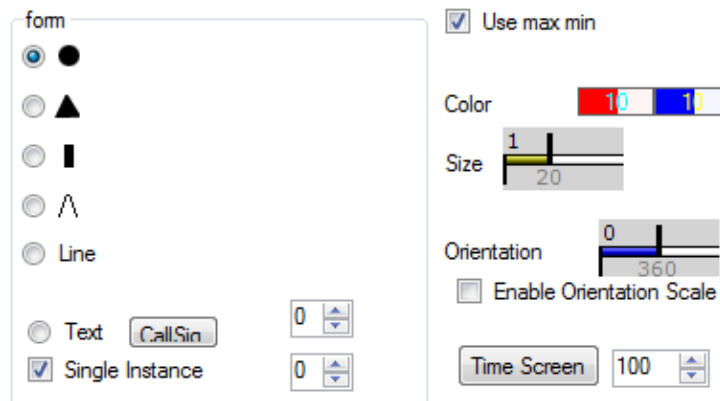 form
Use max min
Color
10
10
Size
1
20
Line
Orientation
0
360
Enable Orientation Scale
Text
CallSig
0
Single Instance
0
Time Screen
100